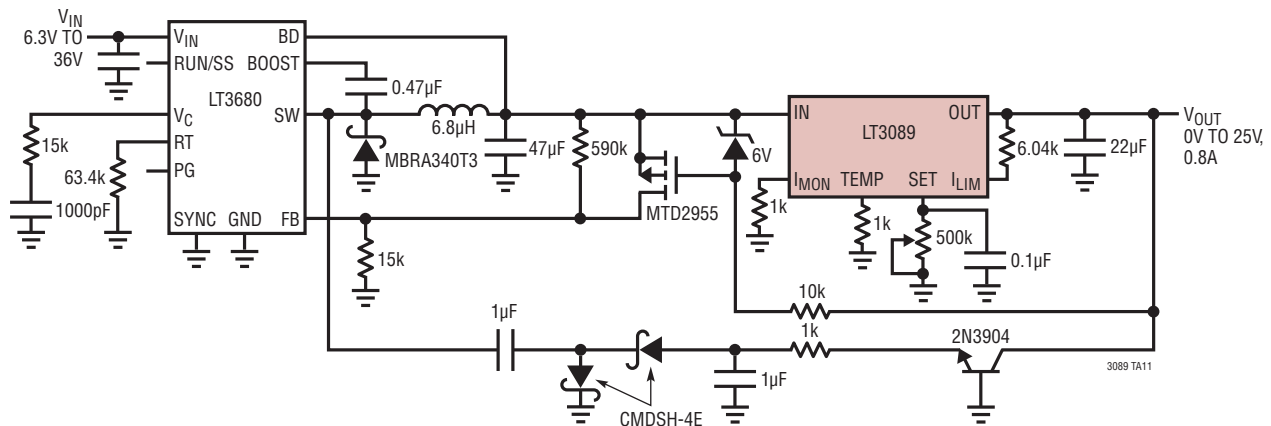 VIN
6.3V TO
36V
VIN
BD
RUN/SS
BOOST
LT3680
0.47µF
VC
SW
6.8µH
15k
RT
MBRA340T3
47µF
590k
63.4k
PG
1000pF
SYNC
GND
FB
15k
MTD2955
6V
IN
OUT
LT3089
IMON
TEMP
SET
ILIM
6.04k
22µF
VOUT
0V TO 25V,
0.8A
1k
1k
500k
0.1µF
10k
1µF
1k
2N3904
1µF
CMDSH-4E
3089 TA11